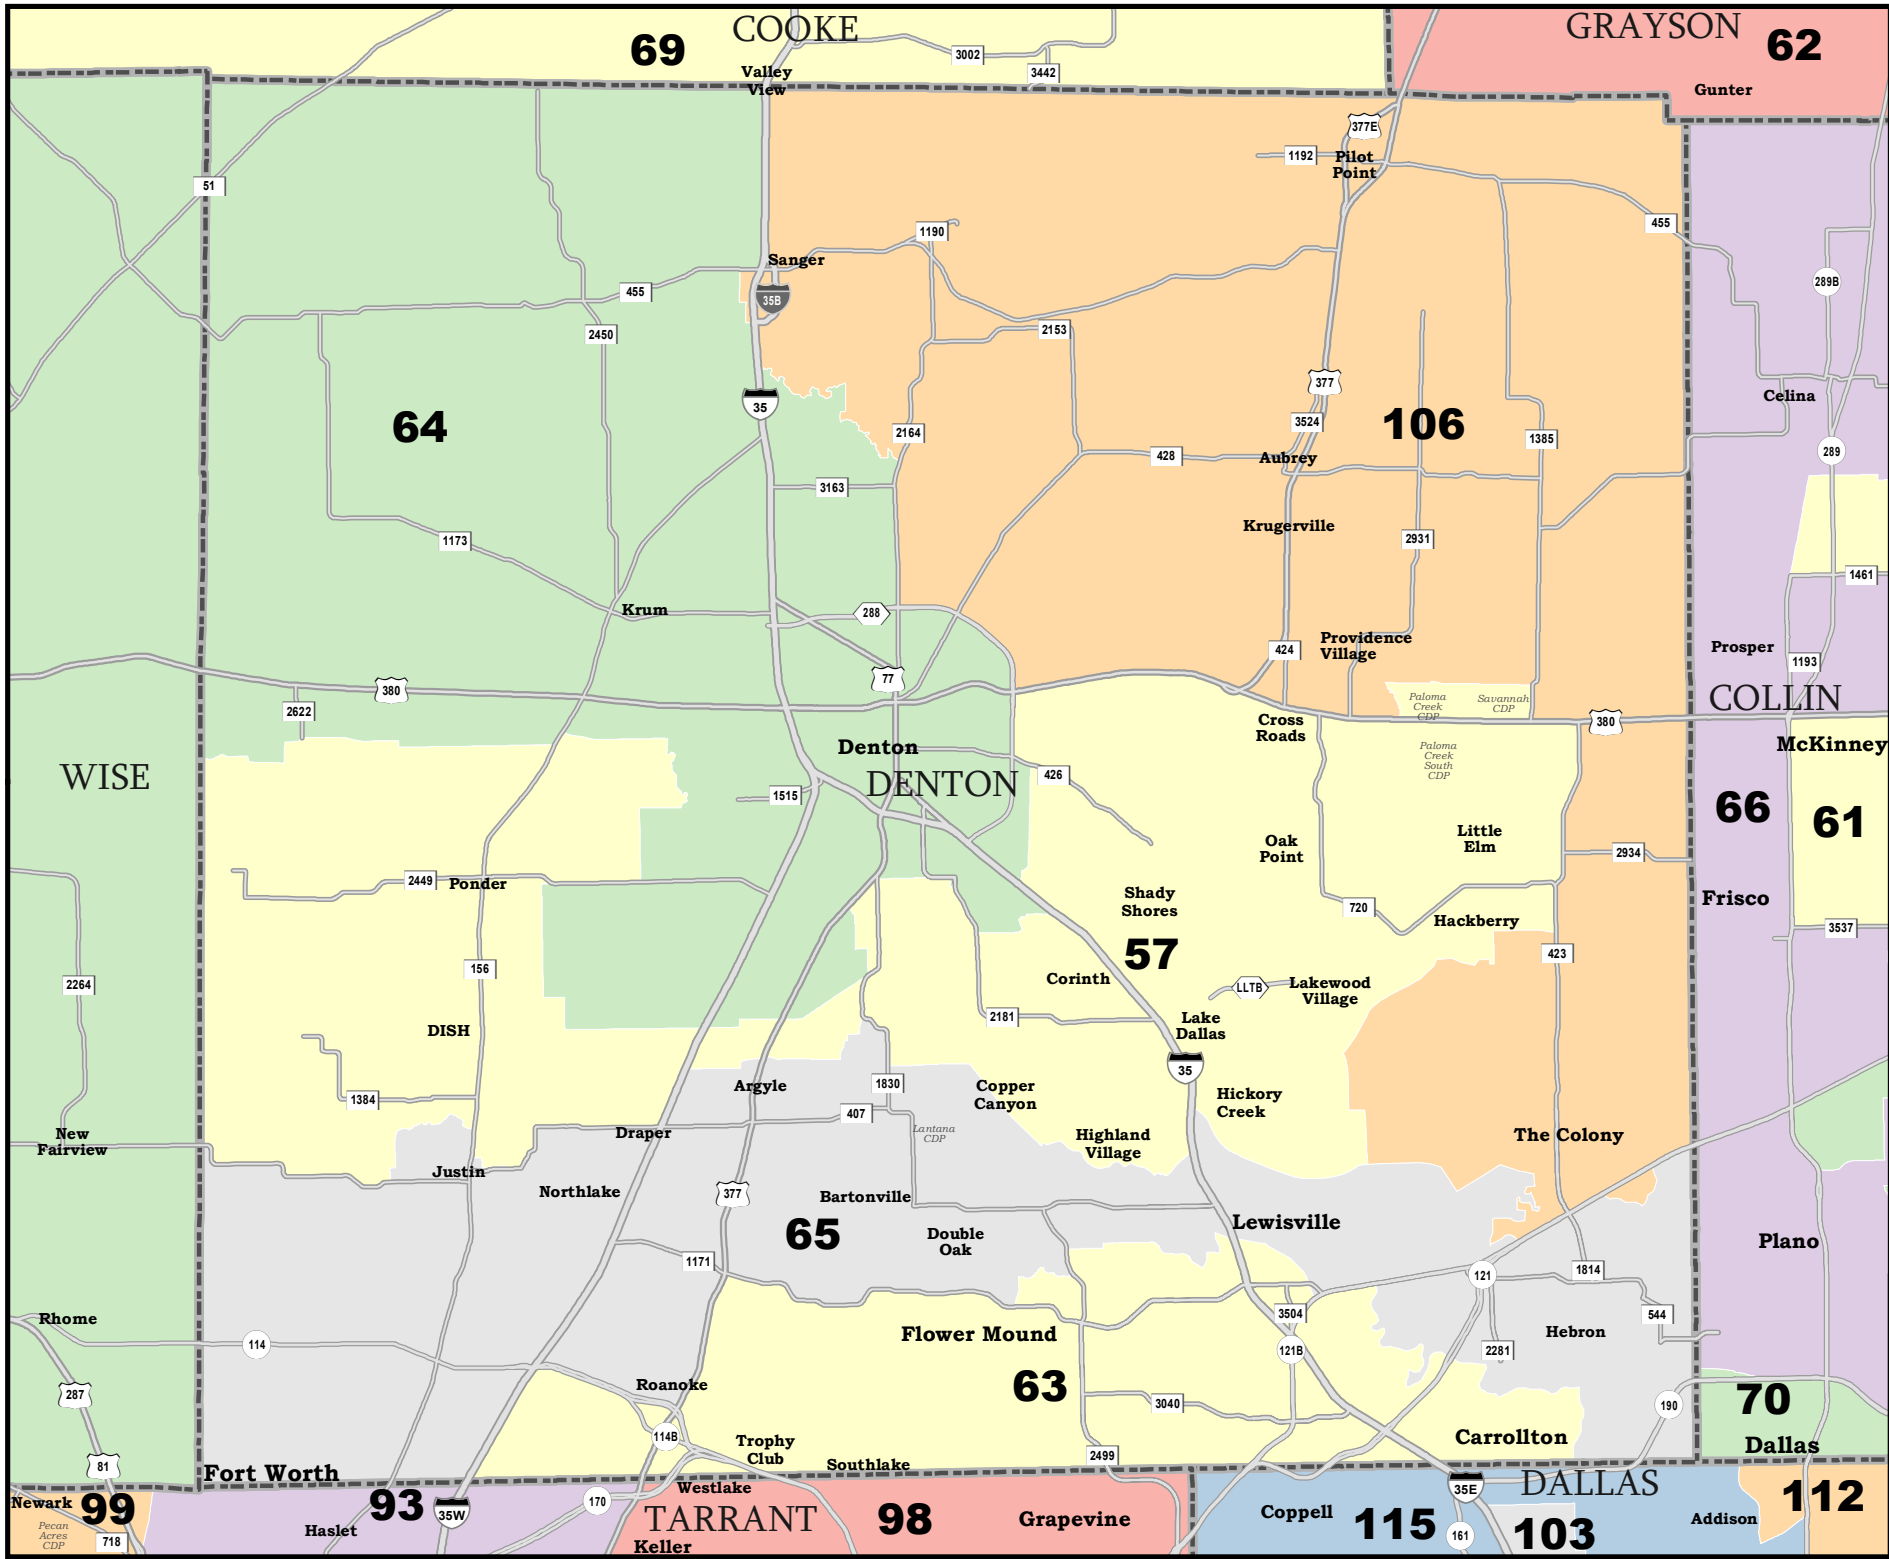 COOKE
GRAYSON
69
62
3002
3442
Valley
View
Gunter
377E
1192
Pilot
Point
51
455
1190
Sanger
289B
455
35B
2450
2153
377
Celina
35
64
3524
106
2164
1385
428
Aubrey
289
3163
Krugerville
1173
2931
1461
Krum
288
Providence
Village
424
Prosper
1193
77
380
2622
Paloma
Creek
CDP
Savannah
CDP
COLLIN
Cross
Roads
380
Denton
McKinney
WISE
DENTON
426
Paloma
Creek
South
CDP
1515
66
61
Oak
Point
Little
Elm
2934
2449
Ponder
Shady
Shores
Frisco
720
Hackberry
3537
57
423
156
Corinth
2264
LLTB
Lakewood
Village
2181
Lake
Dallas
DISH
35
Argyle
1830
Copper
Canyon
Hickory
Creek
1384
407
New
Fairview
Draper
Lantana
CDP
Highland
Village
The Colony
Justin
Northlake
377
Bartonville
65
Lewisville
Double
Oak
Plano
1171
121
1814
Rhome
3504
544
114
Flower Mound
Hebron
121B
2281
287
Roanoke
63
3040
70
190
114B
Trophy
Club
Carrollton
Dallas
2499
81
Southlake
Fort Worth
Westlake
35E
DALLAS
Newark
99
93
170
35W
TARRANT
98
Grapevine
Coppell
115
103
Addison
112
Pecan
Acres
CDP
718
Haslet
161
Keller